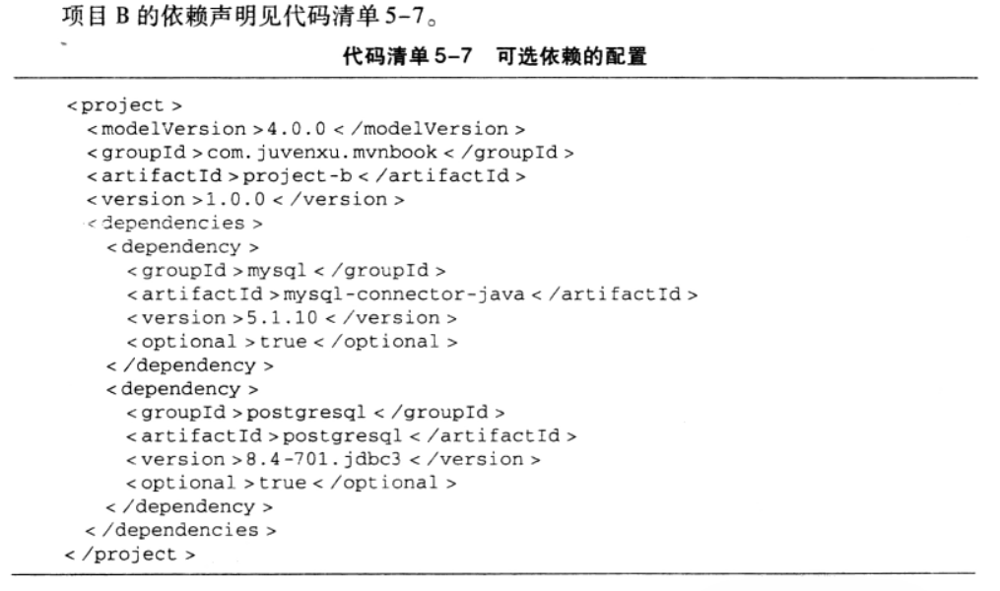 项目 B 的依赖声明见代码清单 5-7。
代码清单 5-7 可选依赖的配置
<project >
  <modelVersion >4.0.0 < /modelVersion >
  <groupId >com.juvenxu.mvnbook < /groupId >
  <artifactId >project-b < /artifactId >
  <version >1.0.0 < /version >
  <dependencies >
    <dependency >
      <groupId >mysql < /groupId >
      <artifactId >mysql-connector-java < /artifactId >
      <version >5.1.10 < /version >
      <optional >true < /optional >
    < /dependency >
    <dependency >
      <groupId >postgresql < /groupId >
      <artifactId >postgresql < /artifactId >
      <version >8.4-701.jdbc3 < /version >
      <optional >true < /optional >
    < /dependency >
  < /dependencies >
< /project >